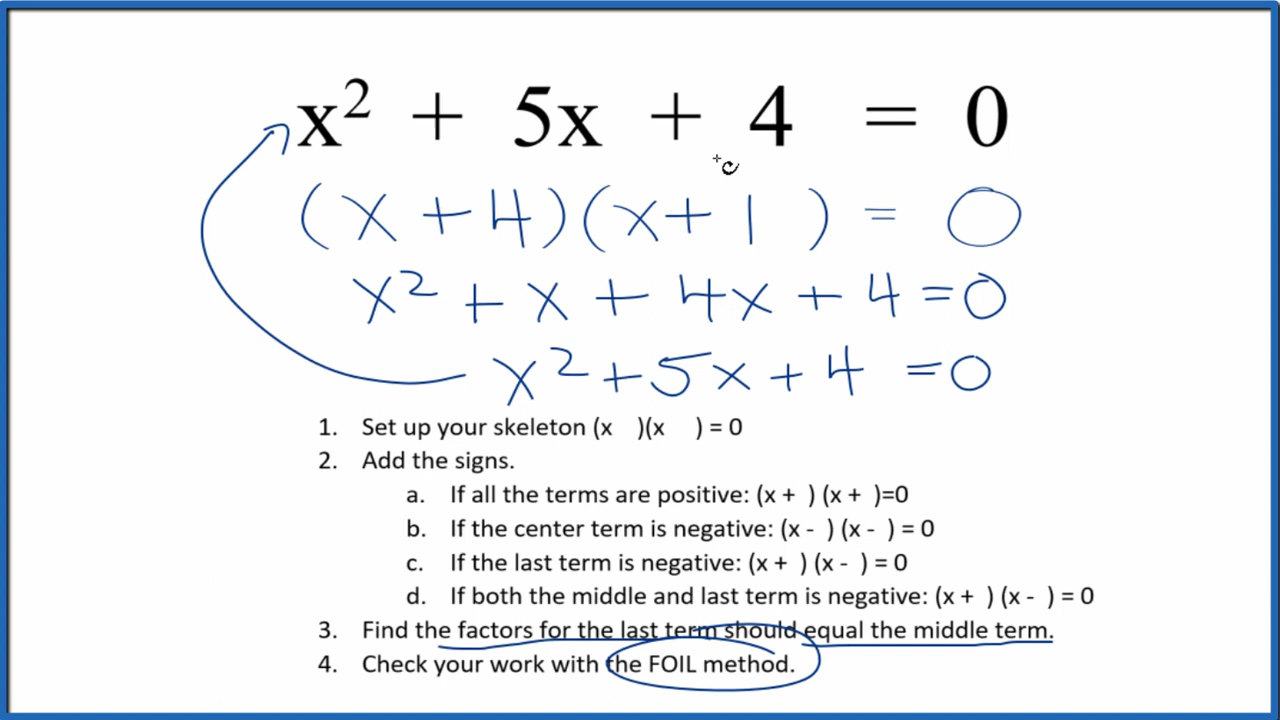 x² + 5x + 4 = 0
(x + 4)(x + 1) = 0
x² + x + 4x + 4 = 0
x² + 5x + 4 = 0
1. Set up your skeleton (x  )(x  ) = 0
2. Add the signs.
a. If all the terms are positive: (x +  ) (x +  )=0
b. If the center term is negative: (x -  ) (x -  ) = 0
c. If the last term is negative: (x +  ) (x -  ) = 0
d. If both the middle and last term is negative: (x +  ) (x -  ) = 0
3. Find the factors for the last term should equal the middle term.
4. Check your work with the FOIL method.